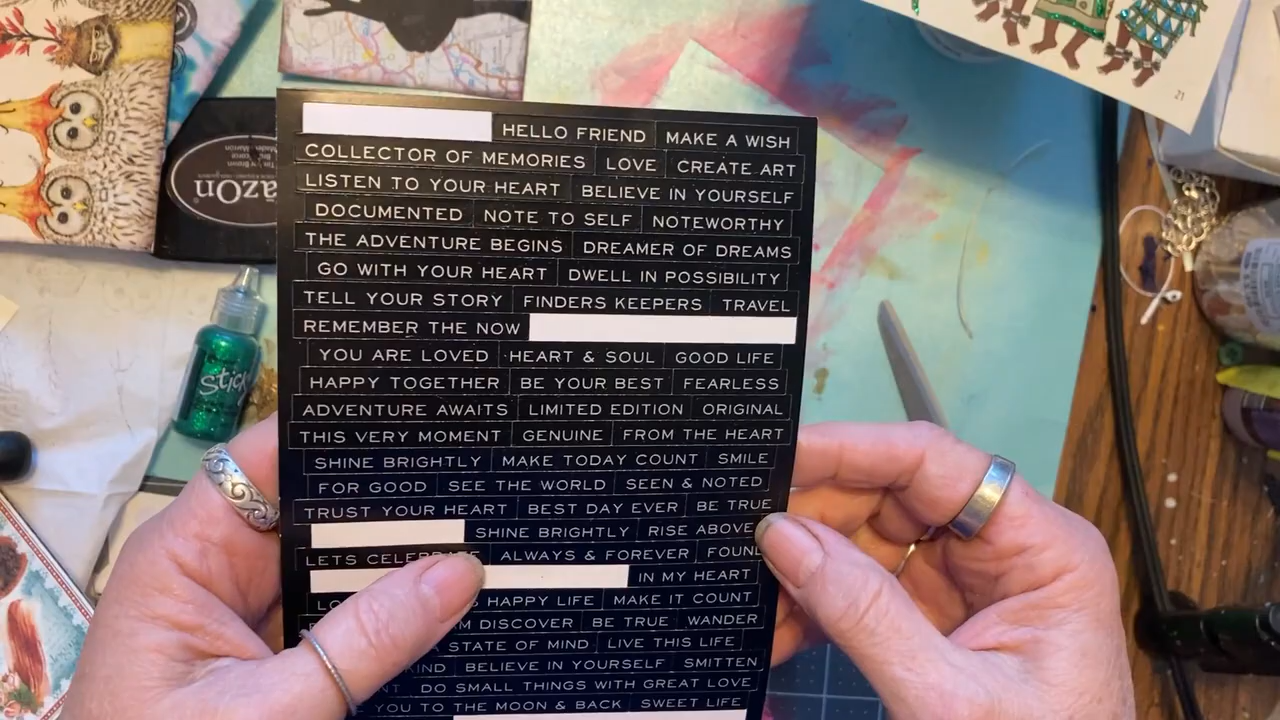 HELLO FRIEND MAKE A WISH
COLLECTOR OF MEMORIES LOVE CREATE ART
LISTEN TO YOUR HEART BELIEVE IN YOURSELF
DOCUMENTED NOTE TO SELF NOTEWORTHY
THE ADVENTURE BEGINS DREAMER OF DREAMS
GO WITH YOUR HEART DWELL IN POSSIBILITY
TELL YOUR STORY FINDERS KEEPERS TRAVEL
REMEMBER THE NOW
YOU ARE LOVED HEART & SOUL GOOD LIFE
HAPPY TOGETHER BE YOUR BEST FEARLESS
ADVENTURE AWAITS LIMITED EDITION ORIGINAL
THIS VERY MOMENT GENUINE FROM THE HEART
SHINE BRIGHTLY MAKE TODAY COUNT SMILE
FOR GOOD SEE THE WORLD SEEN & NOTED
TRUST YOUR HEART BEST DAY EVER BE TRUE
SHINE BRIGHTLY RISE ABOVE
LETS CELEBRATE ALWAYS & FOREVER FOUND
IN MY HEART
HAPPY LIFE MAKE IT COUNT
DISCOVER BE TRUE WANDER
STATE OF MIND LIVE THIS LIFE
BELIEVE IN YOURSELF SMITTEN
DO SMALL THINGS WITH GREAT LOVE
YOU TO THE MOON & BACK SWEET LIFE
azOn
Stick
21